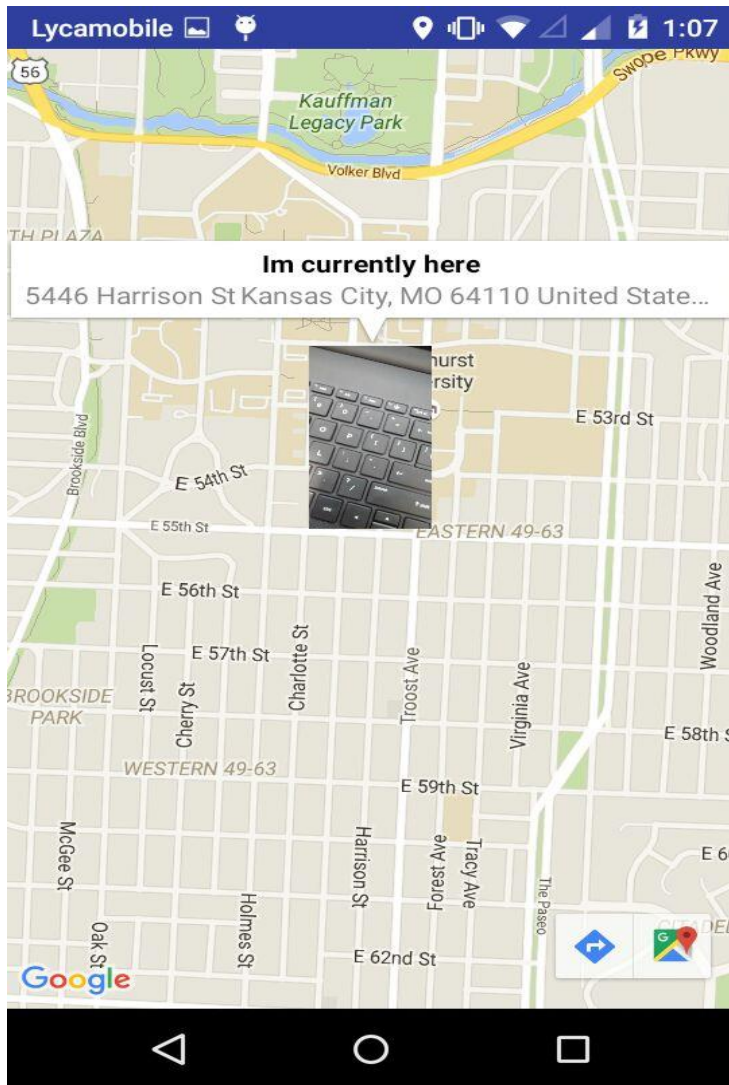 Lycamobile 1:07
56
Swope Pkwy
Kauffman
Legacy Park
Volker Blvd
TH PLAZA
Im currently here
5446 Harrison St Kansas City, MO 64110 United State...
hurst
rsity
E 53rd St
Brookside Blvd
E 54th St
E 55th St
EASTERN 49-63
E 56th St
Woodland Ave
E 57th St
Locust St
Charlotte St
Cherry St
Troost Ave
Virginia Ave
BROOKSIDE
PARK
E 58th S
WESTERN 49-63
E 59th St
McGee St
Harrison St
Forest Ave
Tracy Ave
E 6
The Paseo
Holmes St
Oak St
CITADEL
E 62nd St
Google